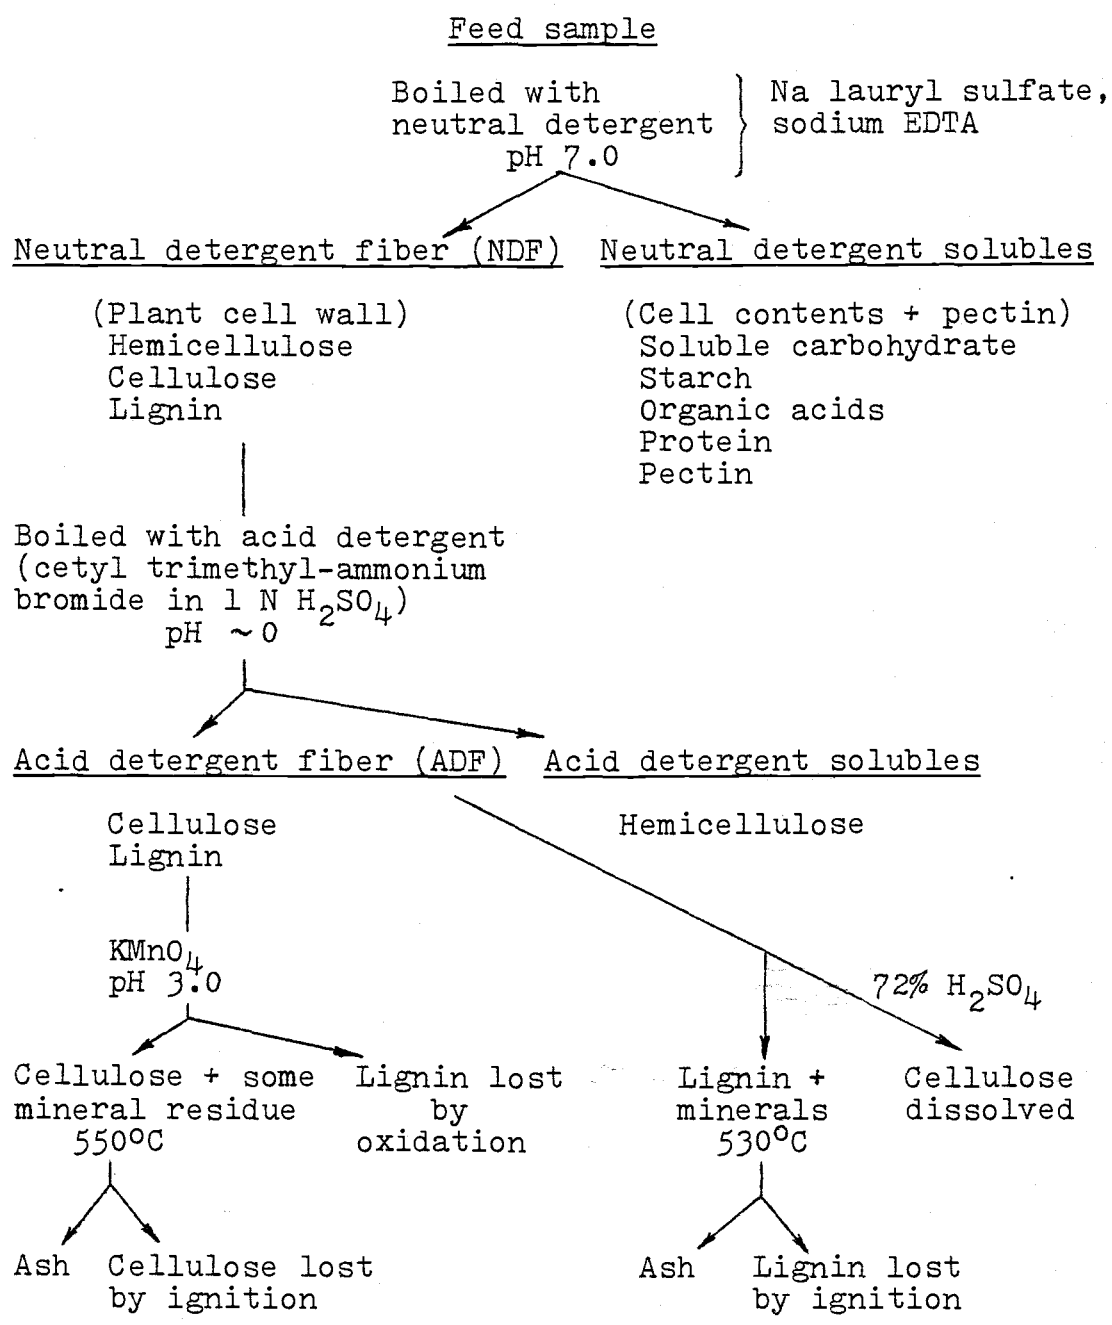 Feed sample
Boiled with
neutral detergent
pH 7.0
Na lauryl sulfate,
sodium EDTA
Neutral detergent fiber (NDF)
(Plant cell wall)
Hemicellulose
Cellulose
Lignin
Neutral detergent solubles
(Cell contents + pectin)
Soluble carbohydrate
Starch
Organic acids
Protein
Pectin
Boiled with acid detergent
(cetyl trimethyl-ammonium
bromide in 1 N H₂SO₄)
pH ~0
Acid detergent fiber (ADF)
Cellulose
Lignin
Acid detergent solubles
Hemicellulose
KMnO₄
pH 3.0
72% H₂SO₄
Cellulose + some
mineral residue
550°C
Lignin lost
by
oxidation
Lignin +
minerals
530°C
Cellulose
dissolved
Ash
Cellulose lost
by ignition
Ash
Lignin lost
by ignition